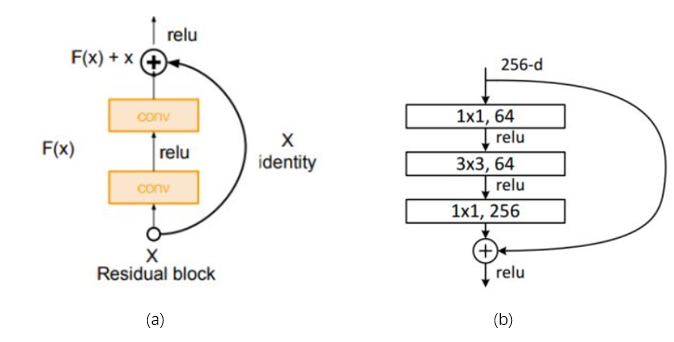 relu
F(x) + x
conv
F(x)
relu
X
identity
conv
X
Residual block
(a)
256-d
1x1, 64
relu
3x3, 64
relu
1x1, 256
relu
(b)